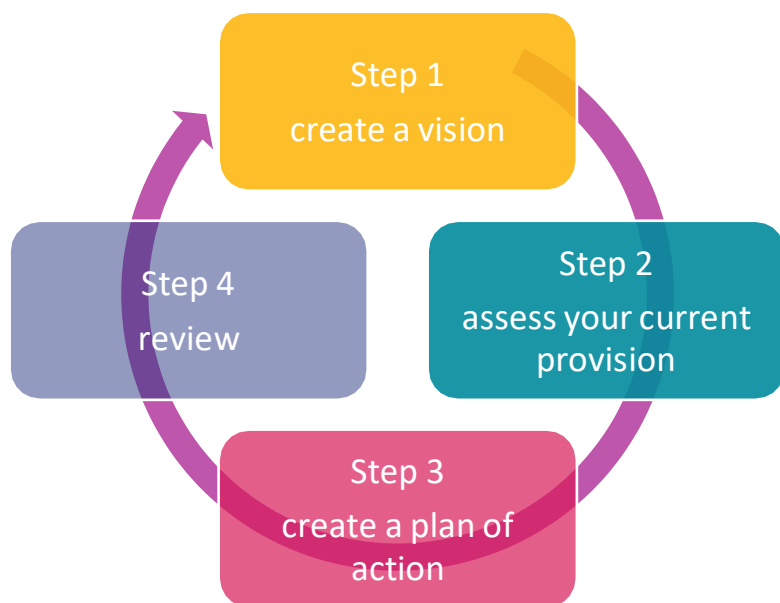 Step 1
create a vision
Step 2
assess your current
provision
Step 3
create a plan of
action
Step 4
review